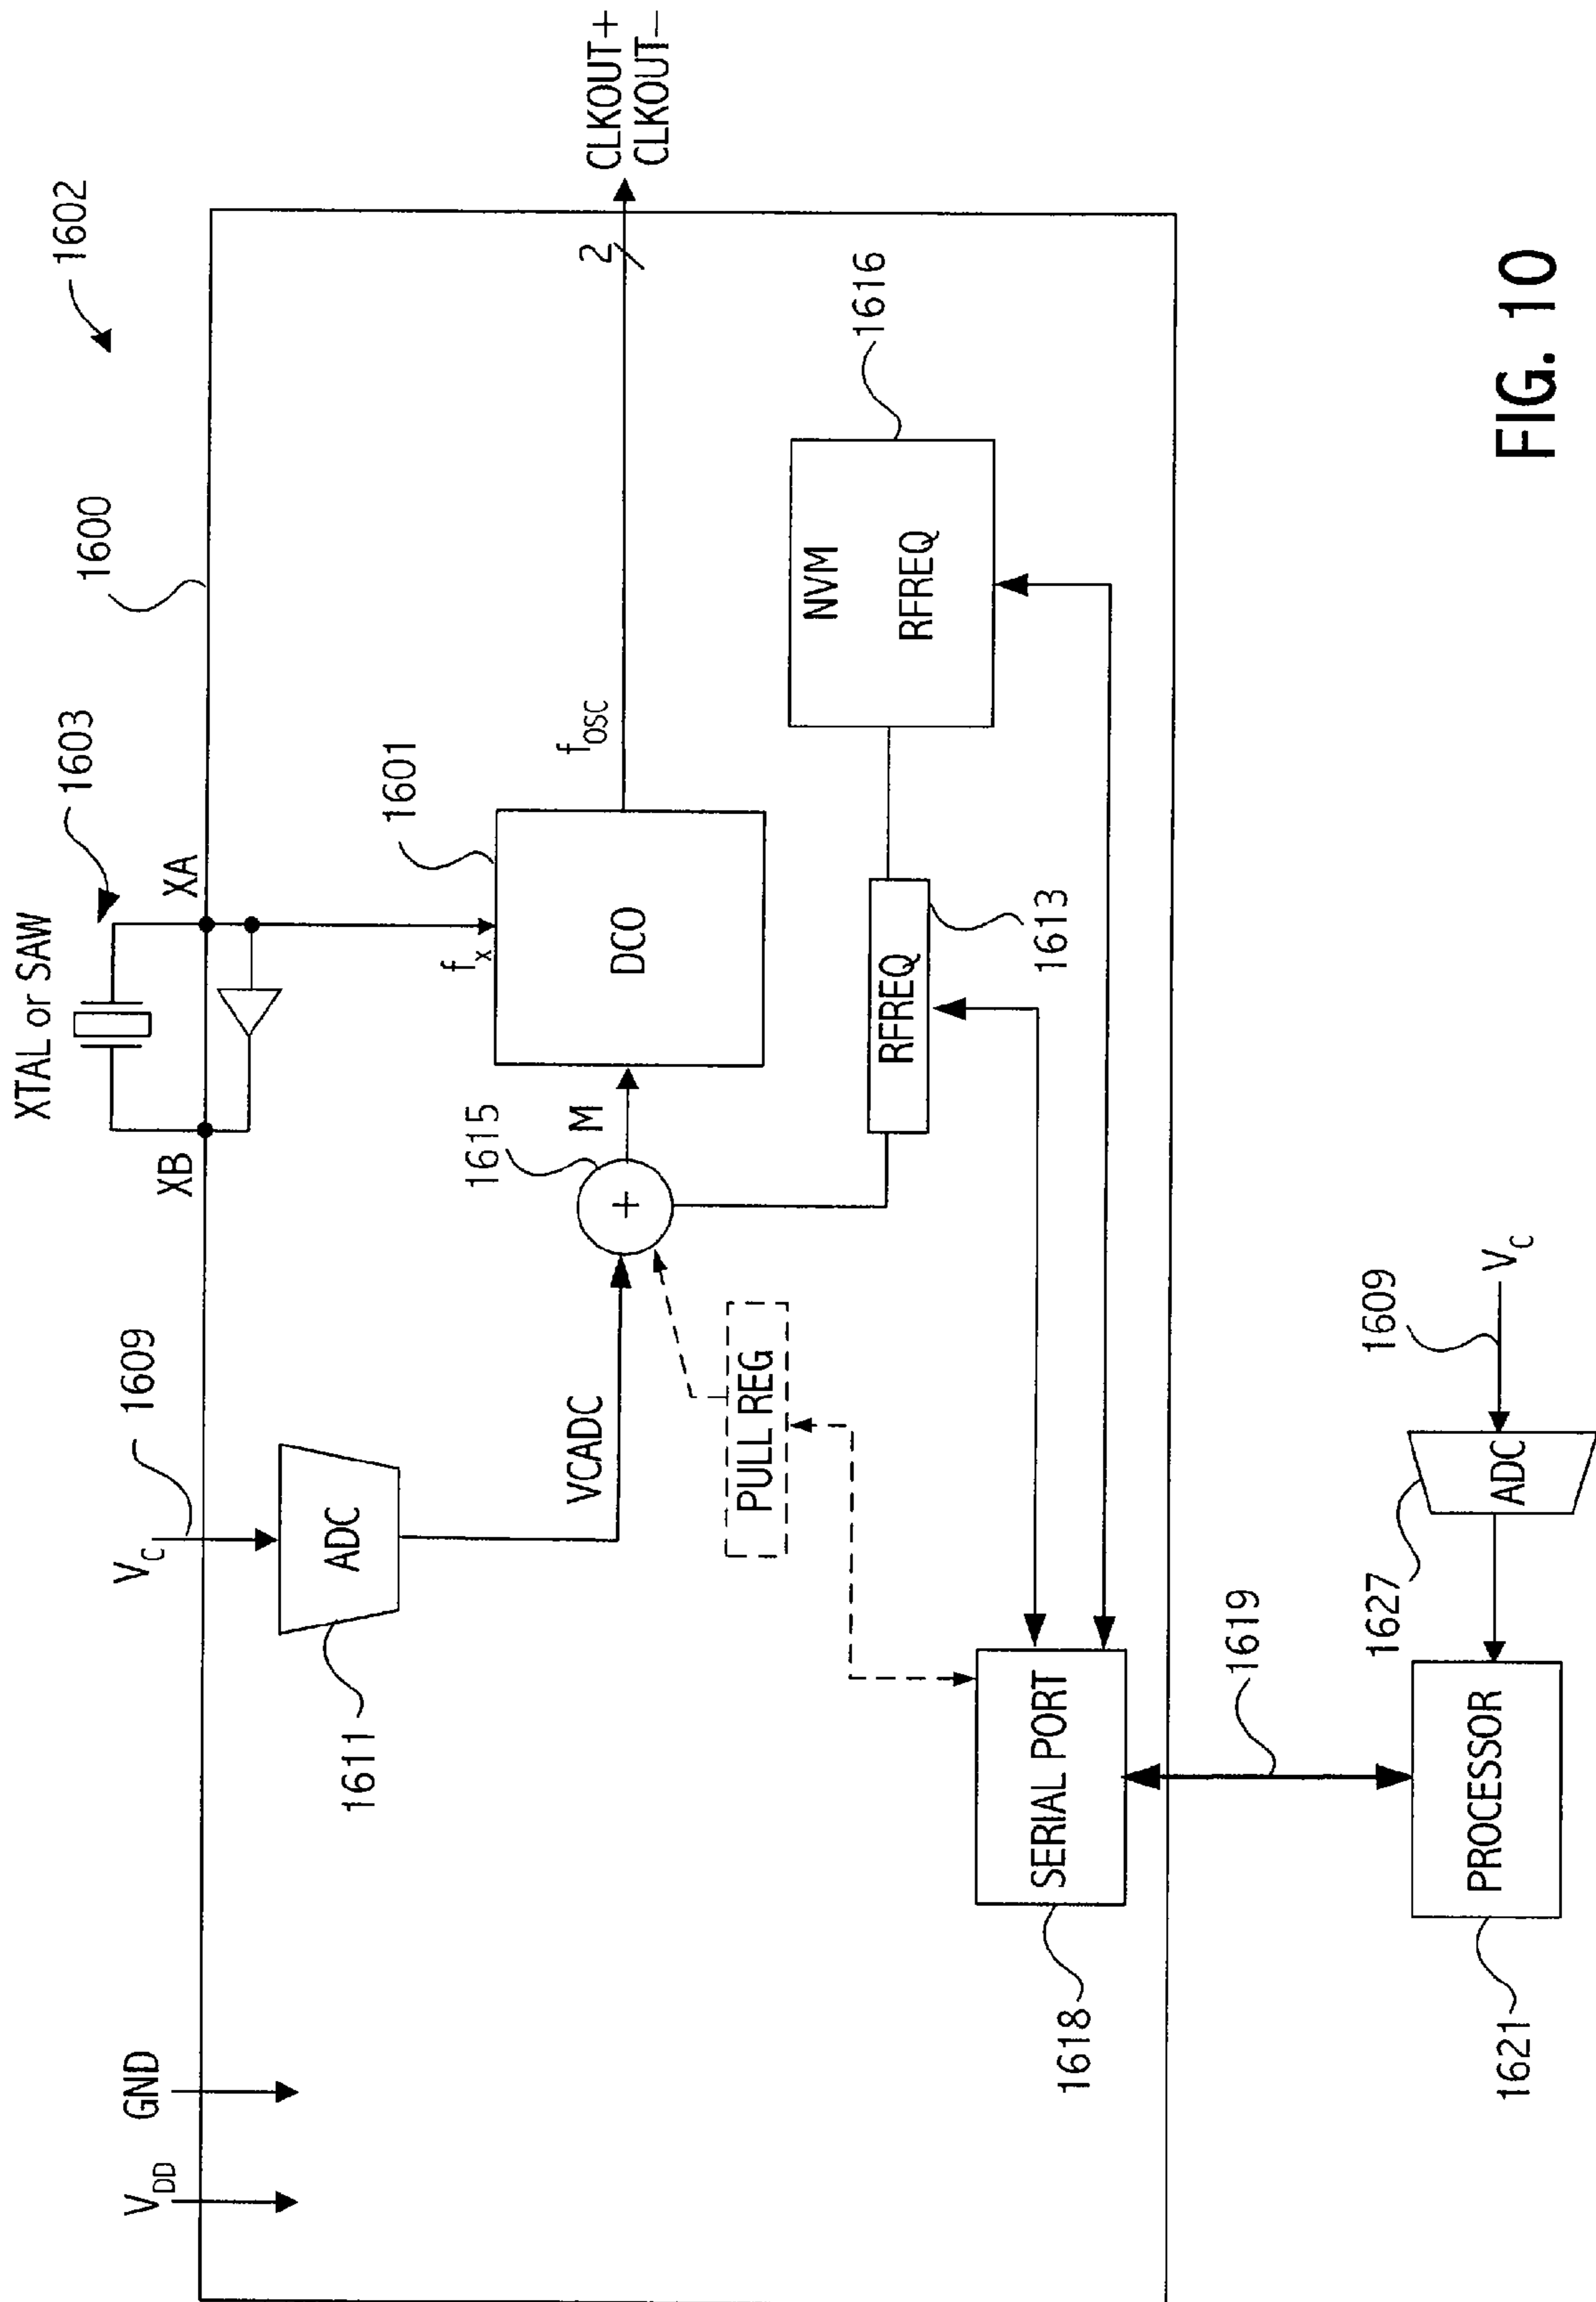 1602
1600
XTAL or SAW
1603
XB
XA
V_C
1609
V_DD
GND
ADC
1611
VCADC
1615
+
M
f_x
DCO
1601
f_OSC
2
CLKOUT+
CLKOUT−
PULL REG
RFREQ
1613
NVM
RFREQ
1616
SERIAL PORT
1618
1619
PROCESSOR
1621
1627
ADC
1609
V_C
FIG. 10